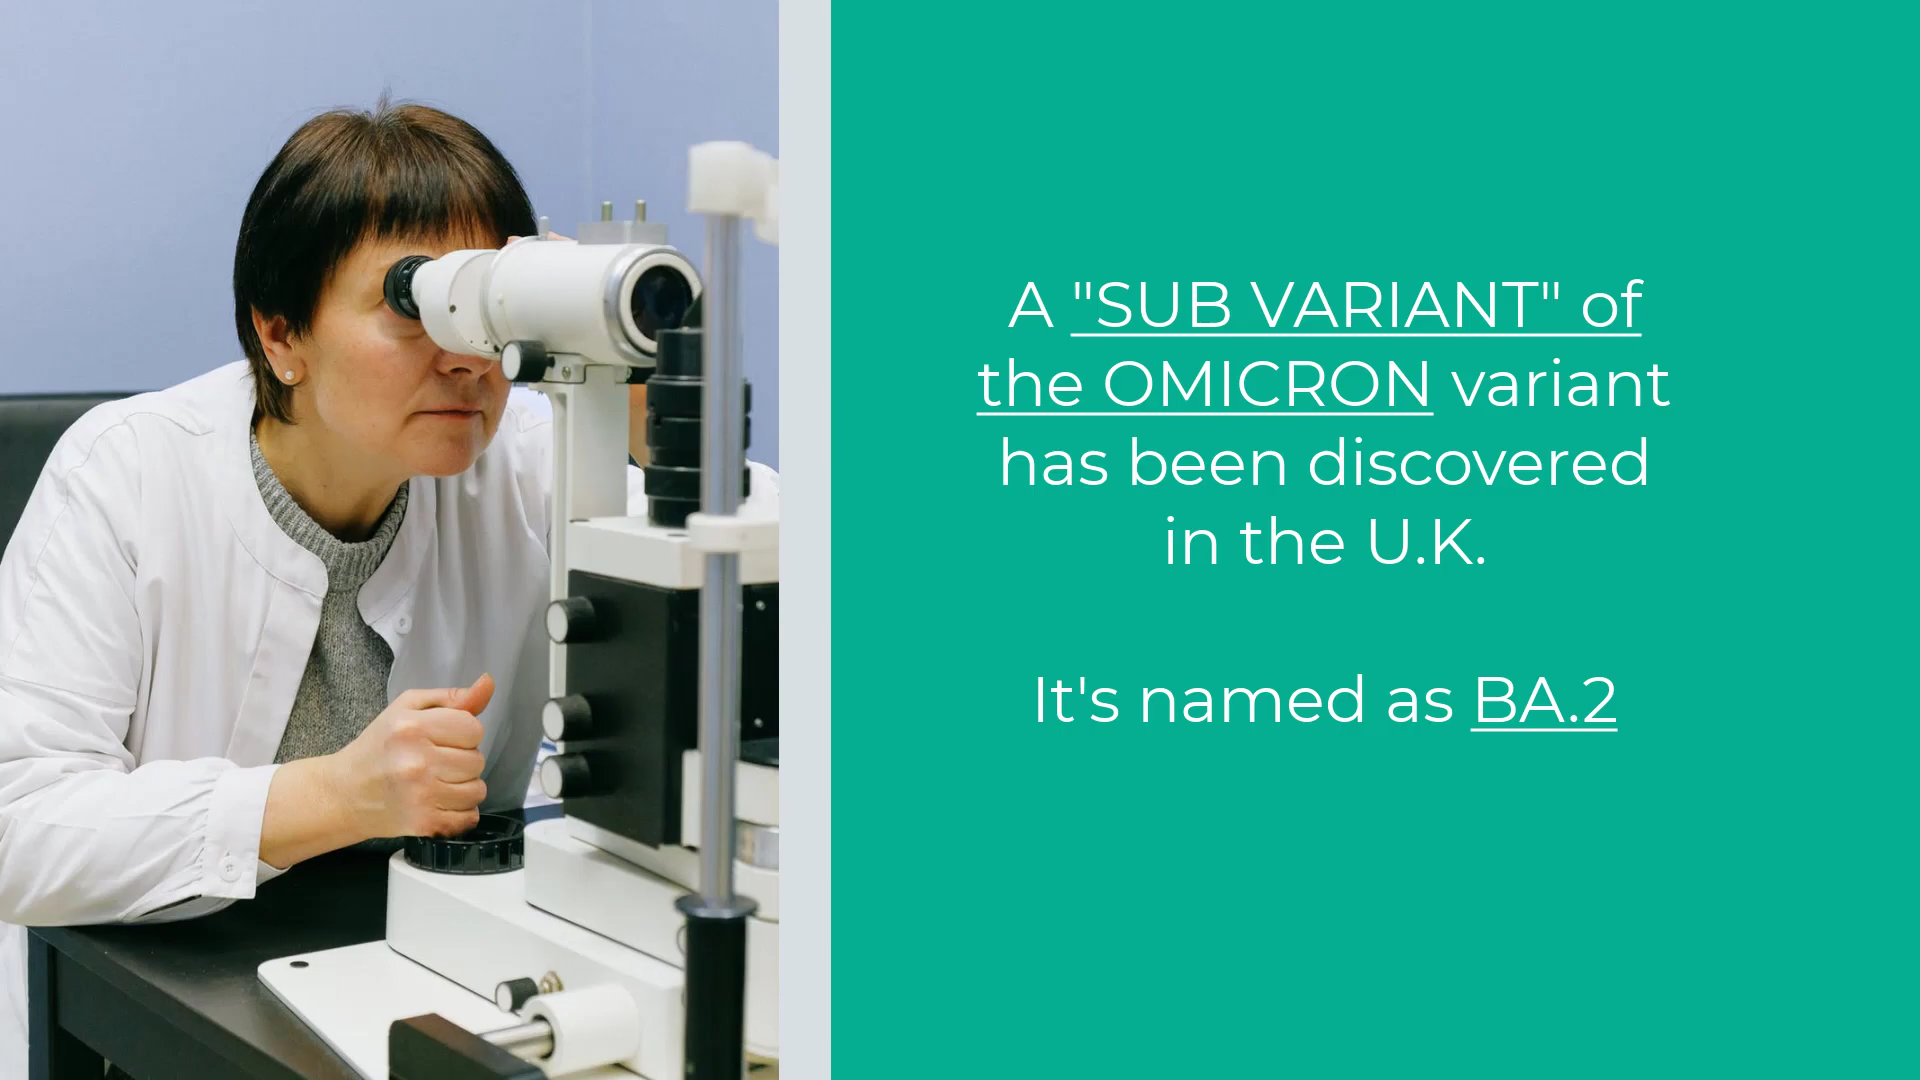 A "SUB VARIANT" of
the OMICRON variant
has been discovered
in the U.K.
It's named as BA.2